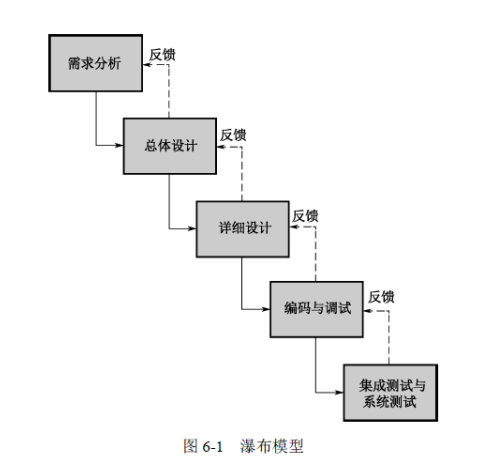 需求分析
反馈
总体设计
反馈
详细设计
反馈
编码与调试
反馈
集成测试与
系统测试
图 6-1 瀑布模型